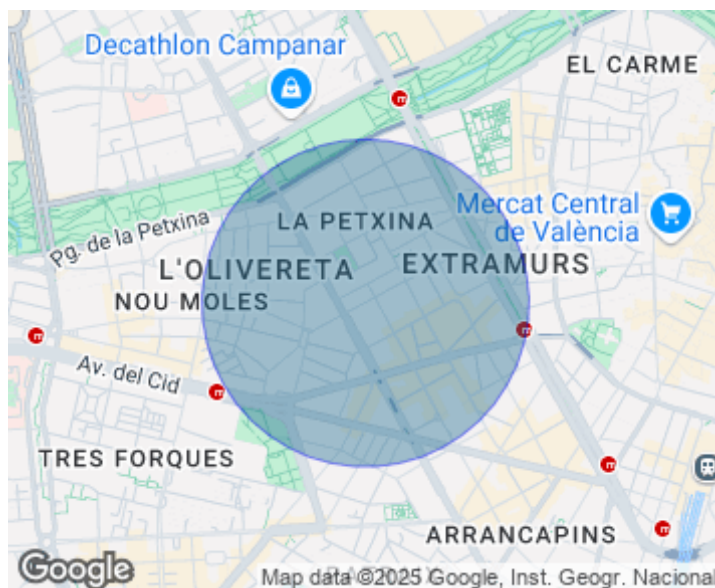 Decathlon Campanar
EL CARME
LA PETXINA
Mercat Central
de València
Pg. de la Petxina
L'OLIVERETA
EXTRAMURS
NOU MOLES
Av. del Cid
TRES FORQUES
ARRANCAPINS
Google
Map data ©2025 Google, Inst. Geogr. Nacional